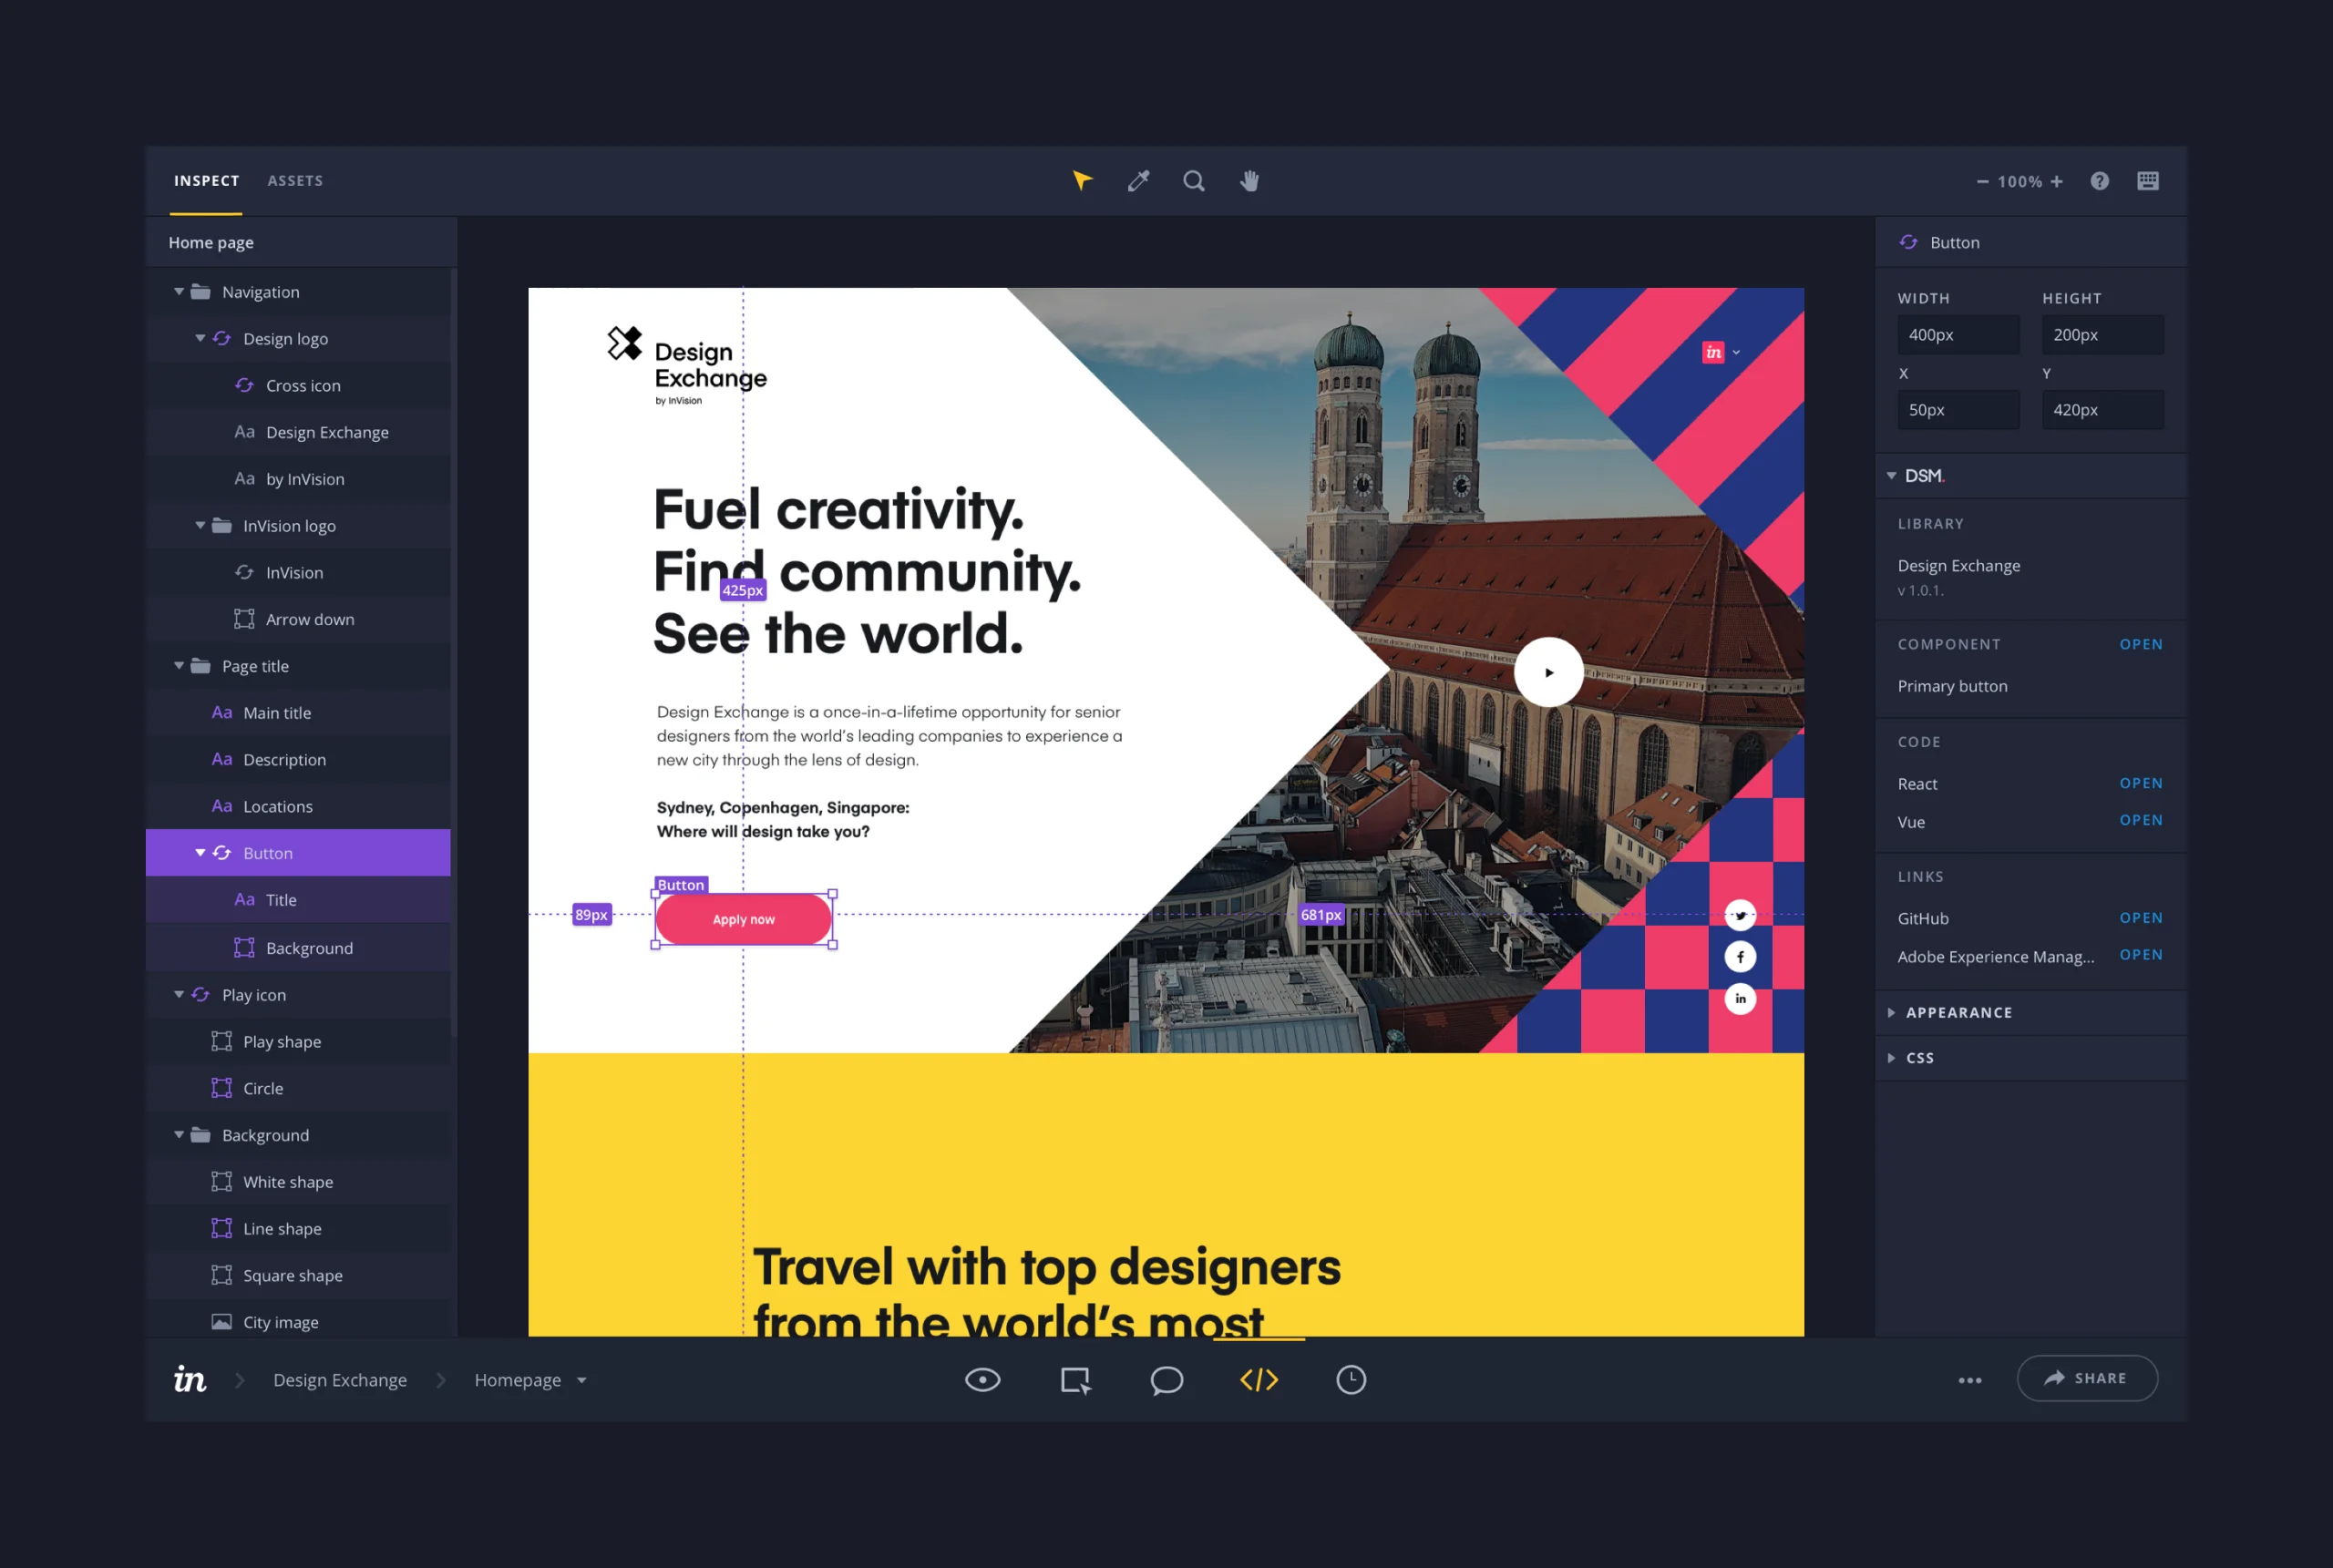 INSPECT
ASSETS
100%
Home page
Navigation
Design logo
Cross icon
Aa Design Exchange
Aa by InVision
InVision logo
InVision
Arrow down
Page title
Aa Main title
Aa Description
Aa Locations
Button
Aa Title
Background
Play icon
Play shape
Circle
Background
White shape
Line shape
Square shape
City image
Design
Exchange
by InVision
in
Fuel creativity.
Find community.
425px
See the world.
Design Exchange is a once-in-a-lifetime opportunity for senior
designers from the world's leading companies to experience a
new city through the lens of design.
Sydney, Copenhagen, Singapore:
Where will design take you?
Button
89px
Apply now
681px
f
in
Travel with top designers
from the world's most
Button
WIDTH
HEIGHT
400px
200px
X
Y
50px
420px
DSM.
LIBRARY
Design Exchange
v 1.0.1.
COMPONENT OPEN
Primary button
CODE
React OPEN
Vue OPEN
LINKS
GitHub OPEN
Adobe Experience Manag... OPEN
APPEARANCE
CSS
in
Design Exchange
Homepage
SHARE